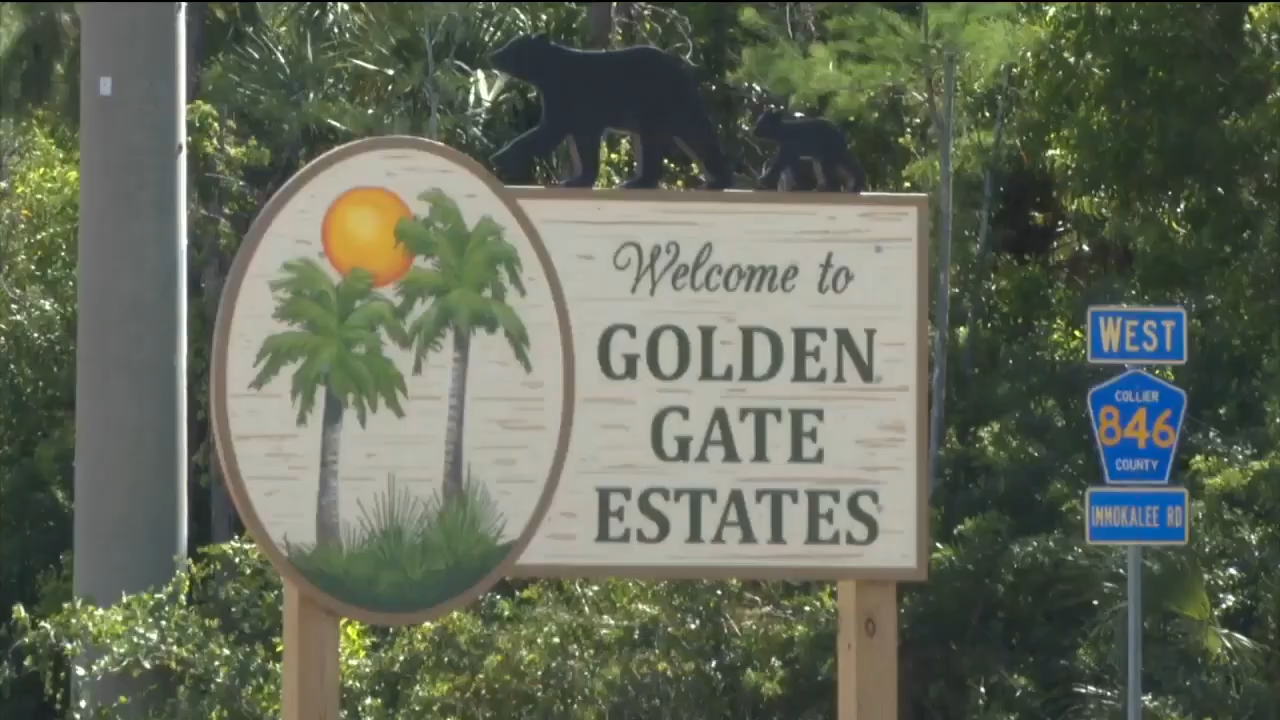 Welcome to
GOLDEN
GATE
ESTATES
WEST
COLLIER
846
COUNTY
IMMOKALEE RD